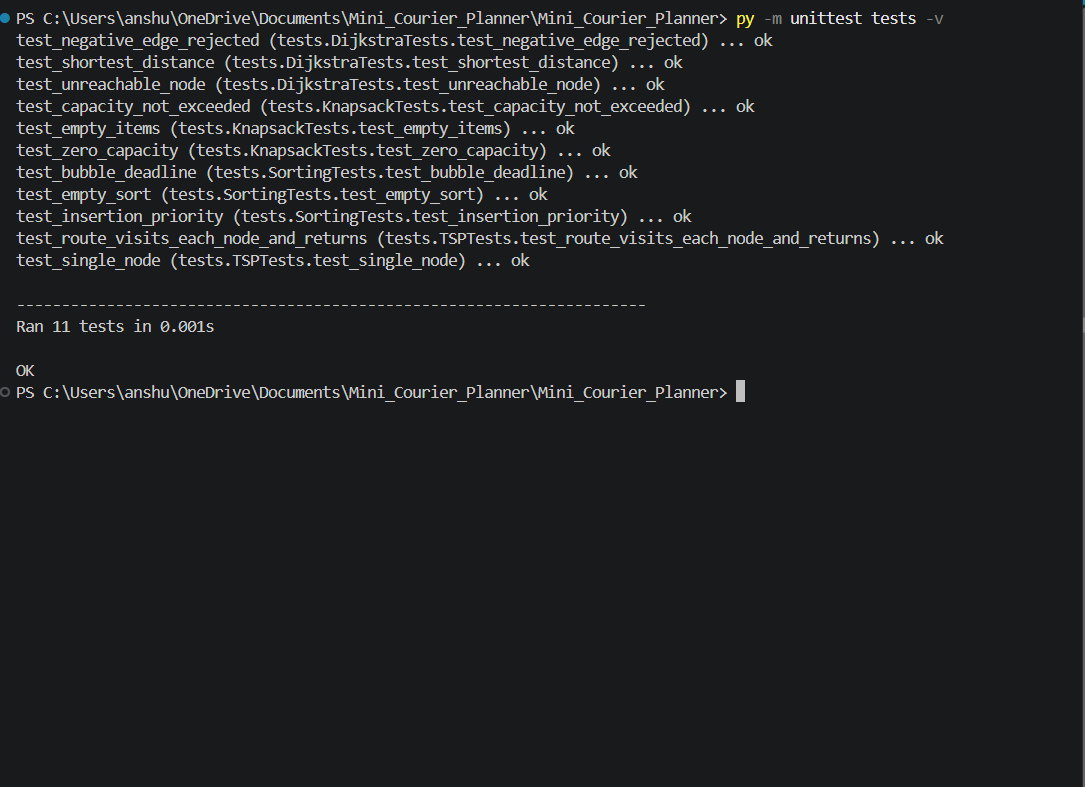 PS C:\Users\anshu\OneDrive\Documents\Mini_Courier_Planner\Mini_Courier_Planner> py -m unittest tests -v
test_negative_edge_rejected (tests.DijkstraTests.test_negative_edge_rejected) ... ok
test_shortest_distance (tests.DijkstraTests.test_shortest_distance) ... ok
test_unreachable_node (tests.DijkstraTests.test_unreachable_node) ... ok
test_capacity_not_exceeded (tests.KnapsackTests.test_capacity_not_exceeded) ... ok
test_empty_items (tests.KnapsackTests.test_empty_items) ... ok
test_zero_capacity (tests.KnapsackTests.test_zero_capacity) ... ok
test_bubble_deadline (tests.SortingTests.test_bubble_deadline) ... ok
test_empty_sort (tests.SortingTests.test_empty_sort) ... ok
test_insertion_priority (tests.SortingTests.test_insertion_priority) ... ok
test_route_visits_each_node_and_returns (tests.TSPTests.test_route_visits_each_node_and_returns) ... ok
test_single_node (tests.TSPTests.test_single_node) ... ok
----------------------------------------------------------------------
Ran 11 tests in 0.001s
OK
PS C:\Users\anshu\OneDrive\Documents\Mini_Courier_Planner\Mini_Courier_Planner>